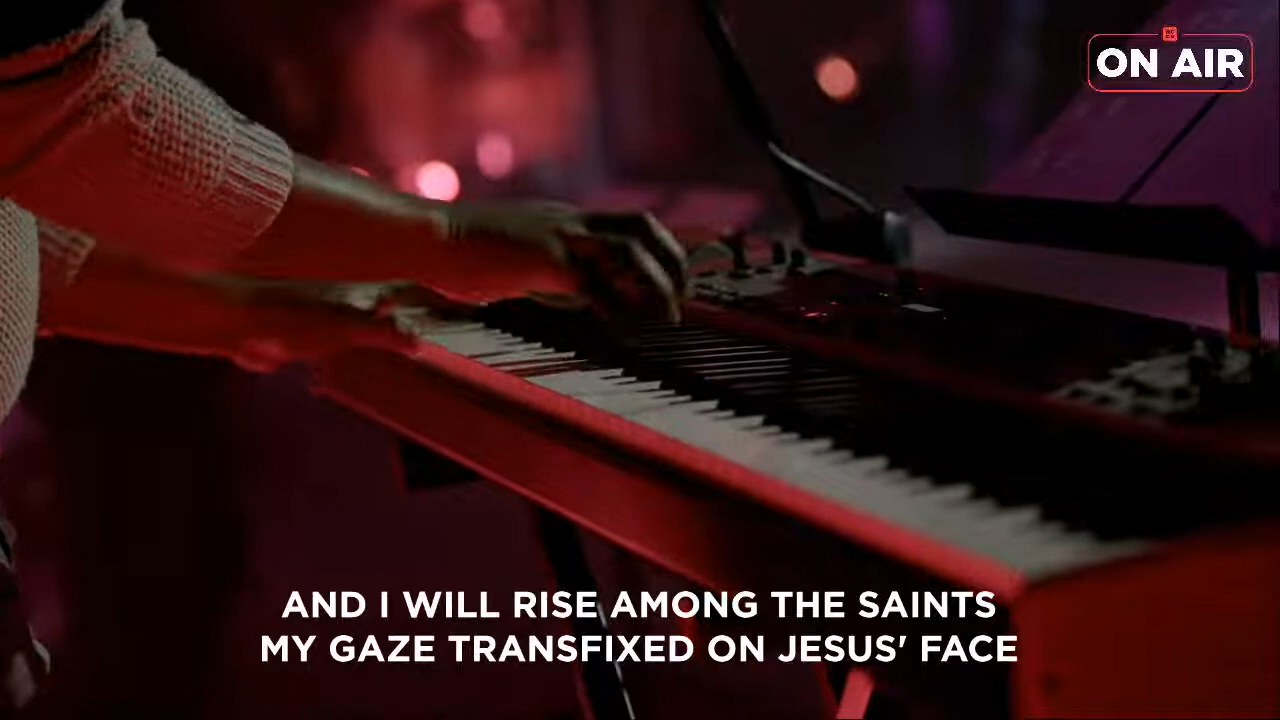 ON AIR
AND I WILL RISE AMONG THE SAINTS
MY GAZE TRANSFIXED ON JESUS' FACE